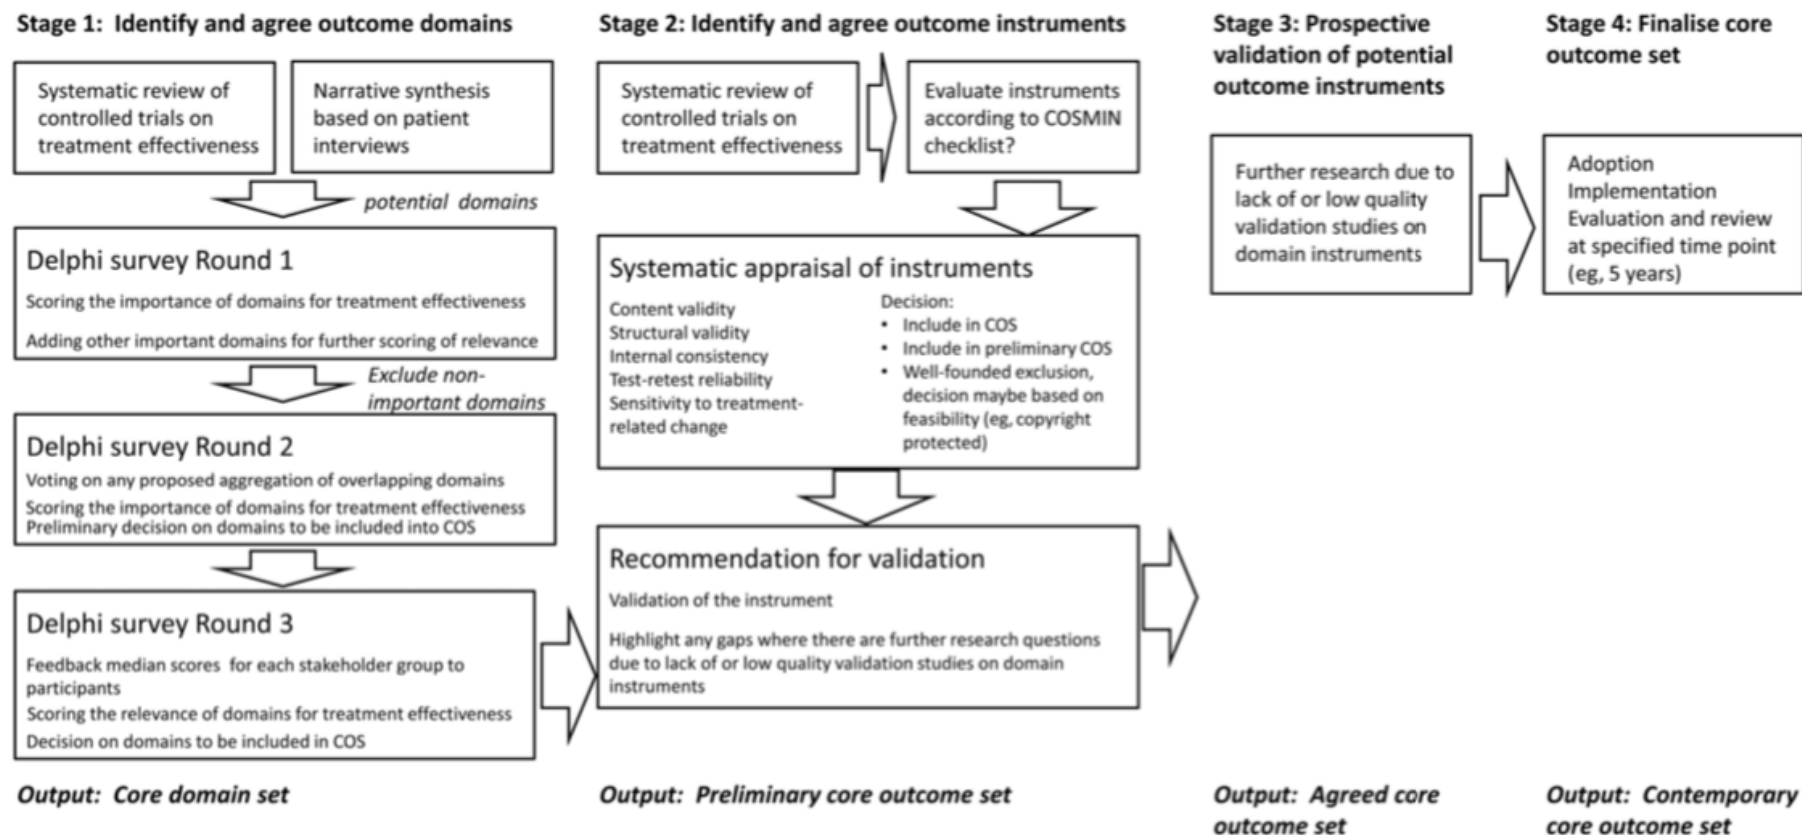 Stage 1:  Identify and agree outcome domains
Systematic review of
controlled trials on
treatment effectiveness
Narrative synthesis
based on patient
interviews
potential  domains
Delphi survey Round 1
Scoring the importance of domains for treatment effectiveness
Adding other important domains for further scoring of relevance
Exclude non-
important domains
Delphi survey Round 2
Voting on any proposed aggregation of overlapping domains
Scoring the importance of domains for treatment effectiveness
Preliminary decision on domains to be included into COS
Delphi survey Round 3
Feedback median scores  for each stakeholder group to
participants
Scoring the relevance of domains for treatment effectiveness
Decision on domains to be included in COS
Output:  Core domain set
Stage 2: Identify and agree outcome instruments
Systematic review of
controlled trials on
treatment effectiveness
Evaluate instruments
according to COSMIN
checklist?
Systematic appraisal of instruments
Content validity
Structural validity
Internal consistency
Test-retest reliability
Sensitivity to treatment-
related change
Decision:
• Include in COS
• Include in preliminary COS
• Well-founded exclusion,
decision maybe based on
feasibility (eg, copyright
protected)
Recommendation for validation
Validation of the instrument
Highlight any gaps where there are further research questions
due to lack of or low quality validation studies on domain
instruments
Output:  Preliminary core outcome set
Stage 3: Prospective
validation of potential
outcome instruments
Further research due to
lack of or low quality
validation studies on
domain instruments
Output:  Agreed core
outcome set
Stage 4: Finalise core
outcome set
Adoption
Implementation
Evaluation and review
at specified time point
(eg, 5 years)
Output:  Contemporary
core outcome set